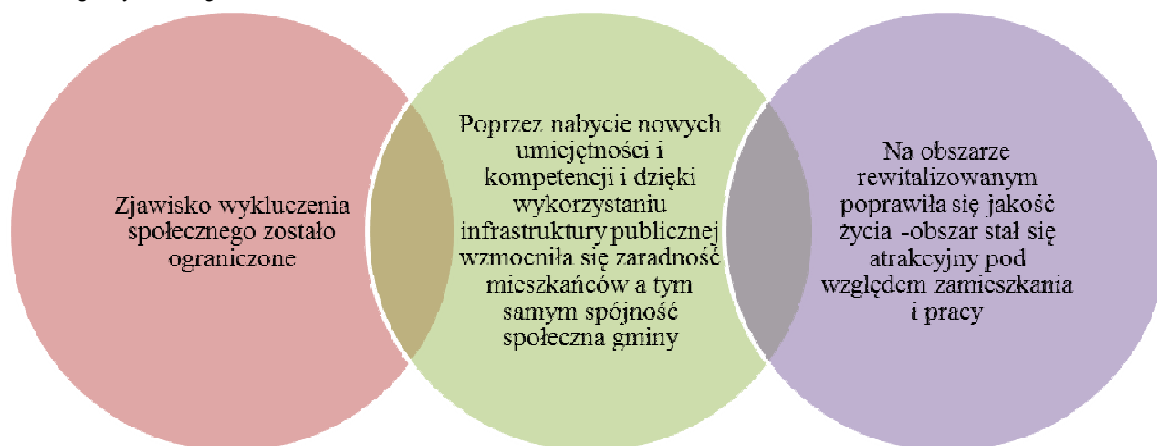 Zjawisko wykluczenia
społecznego zostało
ograniczone
Poprzez nabycie nowych
umiejętności i
kompetencji i dzięki
wykorzystaniu
infrastruktury publicznej
wzmocniła się zaradność
mieszkańców a tym
samym spójność
społeczna gminy
Na obszarze
rewitalizowanym
poprawiła się jakość
życia -obszar stał się
atrakcyjny pod
względem zamieszkania
i pracy